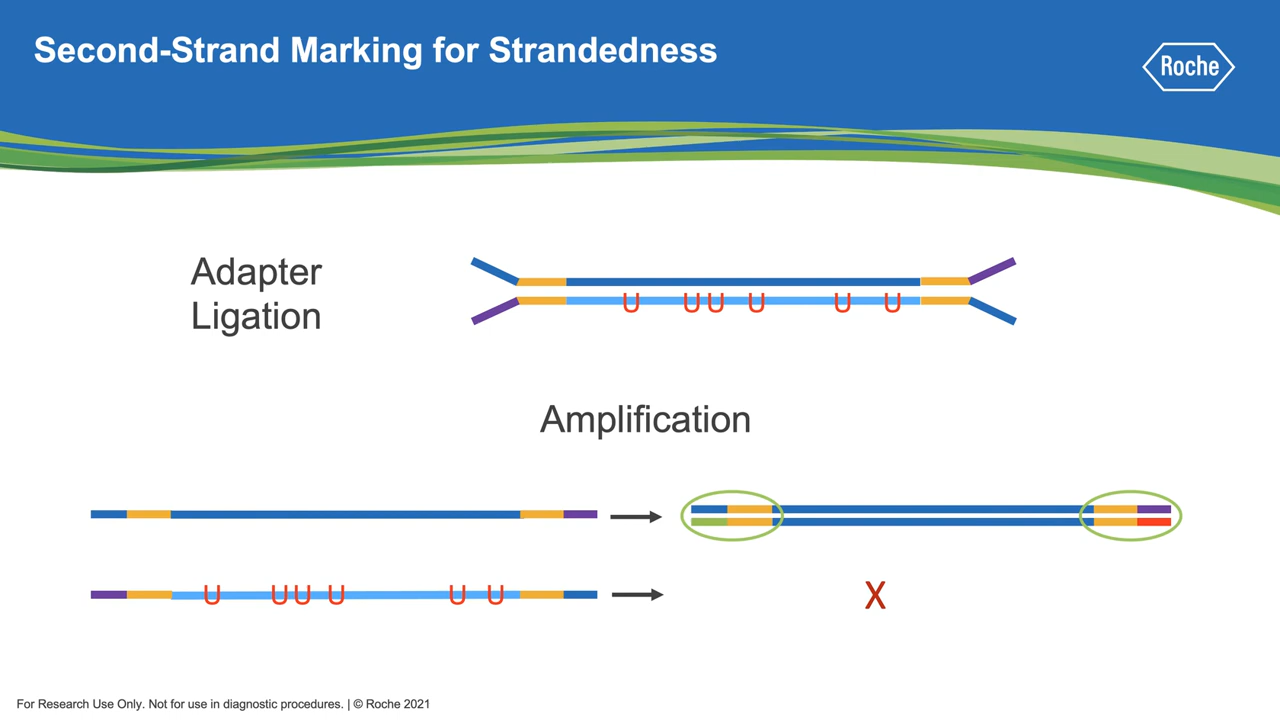 Second-Strand Marking for Strandedness
Roche
Adapter
Ligation
U UU U U U
Amplification
U UU U U U
X
For Research Use Only. Not for use in diagnostic procedures. | © Roche 2021